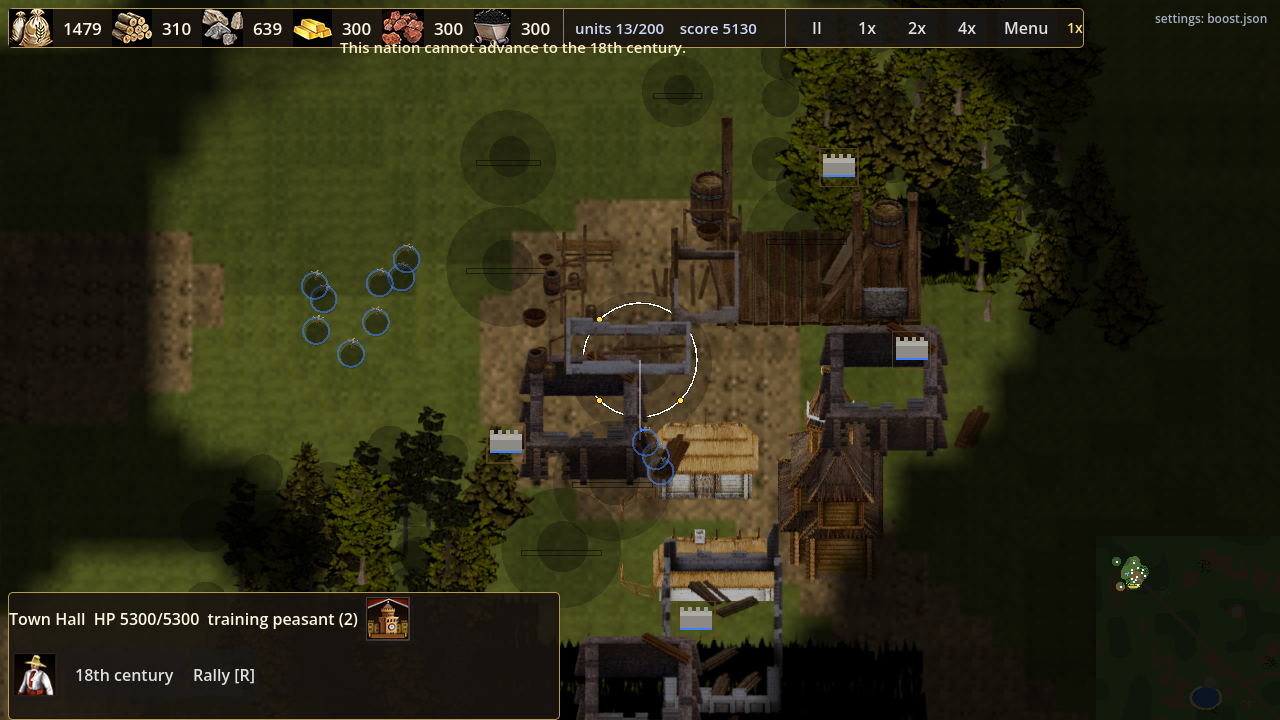 1479 310 639 300 300 300 units 13/200 score 5130 II 1x 2x 4x Menu 1x
settings: boost.json
This nation cannot advance to the 18th century.
Town Hall HP 5300/5300 training peasant (2)
18th century Rally [R]